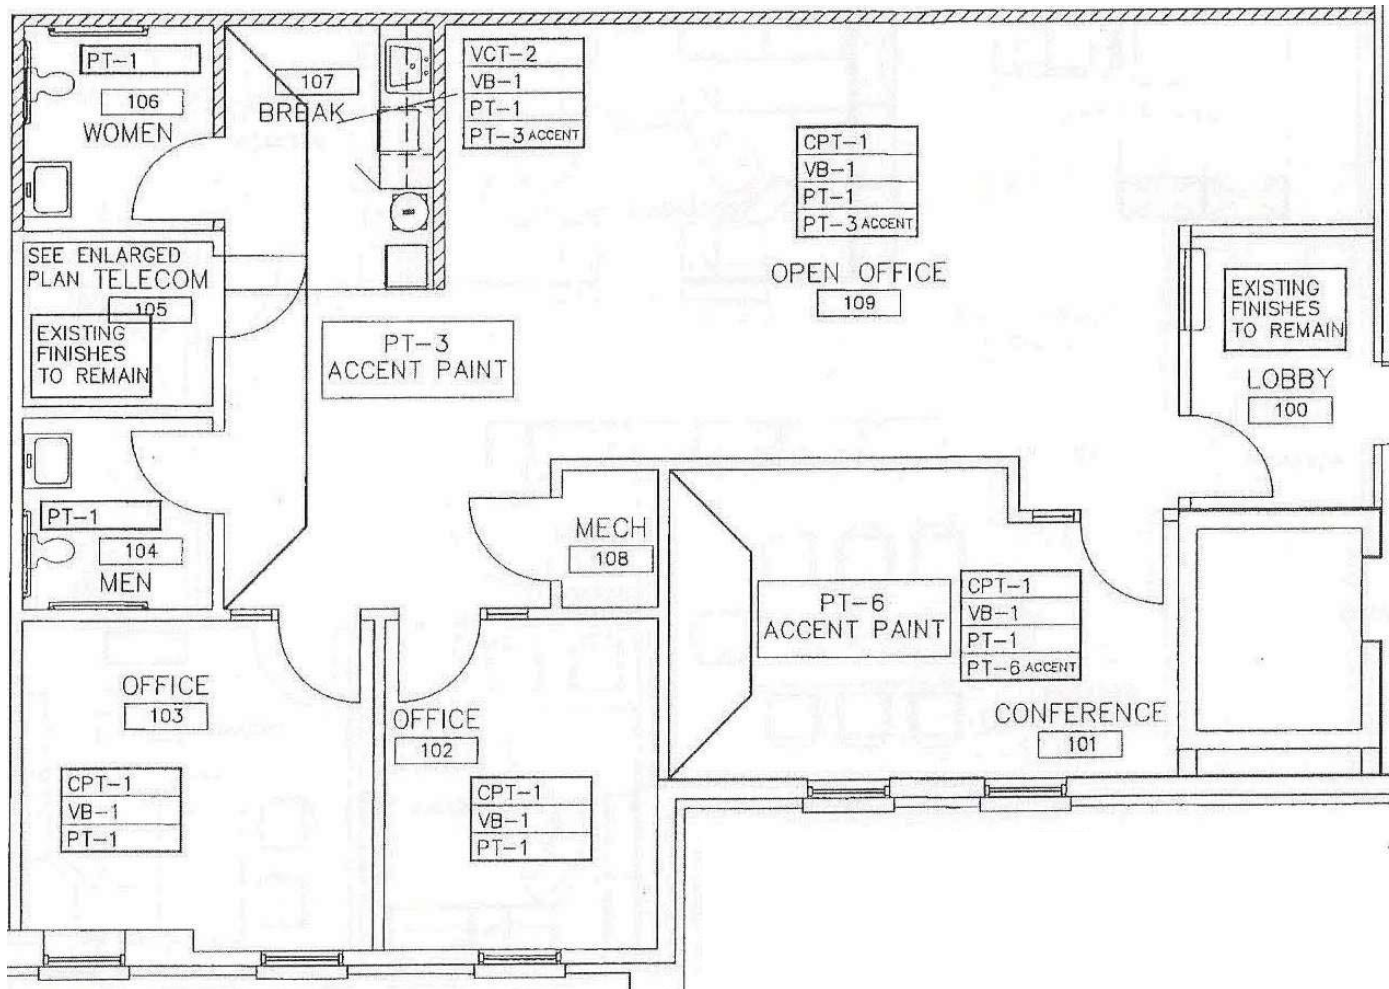 PT-1
106
WOMEN
107
BREAK
VCT-2
VB-1
PT-1
PT-3 ACCENT
CPT-1
VB-1
PT-1
PT-3 ACCENT
OPEN OFFICE
109
SEE ENLARGED
PLAN TELECOM
105
EXISTING
FINISHES
TO REMAIN
PT-3
ACCENT PAINT
EXISTING
FINISHES
TO REMAIN
LOBBY
100
PT-1
104
MEN
MECH
108
PT-6
ACCENT PAINT
CPT-1
VB-1
PT-1
PT-6 ACCENT
CONFERENCE
101
OFFICE
103
CPT-1
VB-1
PT-1
OFFICE
102
CPT-1
VB-1
PT-1